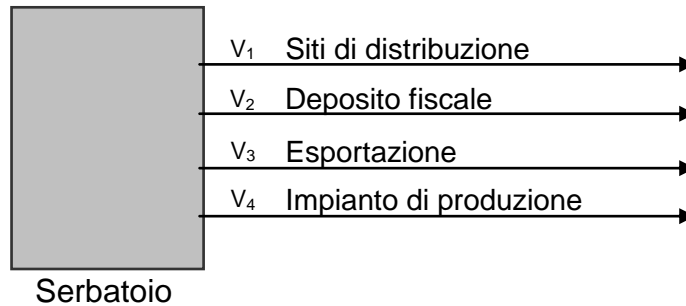 V₁ Siti di distribuzione
V₂ Deposito fiscale
V₃ Esportazione
V₄ Impianto di produzione
Serbatoio